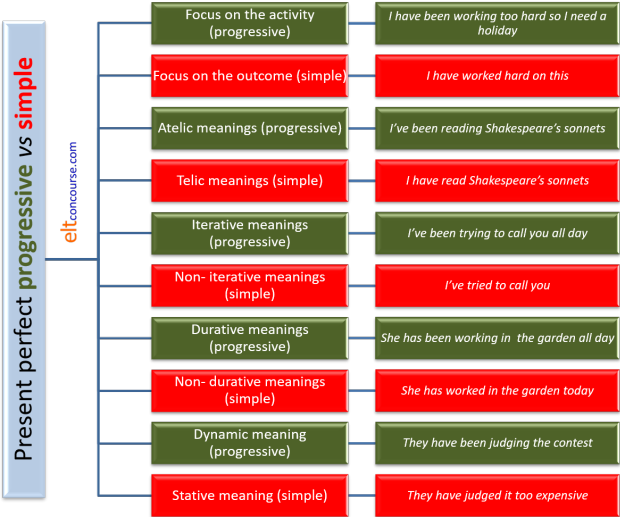 Present perfect progressive vs simple
eltconcourse.com
Focus on the activity
(progressive)
I have been working too hard so I need a
holiday
Focus on the outcome (simple)
I have worked hard on this
Atelic meanings (progressive)
I've been reading Shakespeare's sonnets
Telic meanings (simple)
I have read Shakespeare's sonnets
Iterative meanings
(progressive)
I've been trying to call you all day
Non- iterative meanings
(simple)
I've tried to call you
Durative meanings
(progressive)
She has been working in the garden all day
Non- durative meanings
(simple)
She has worked in the garden today
Dynamic meaning
(progressive)
They have been judging the contest
Stative meaning (simple)
They have judged it too expensive